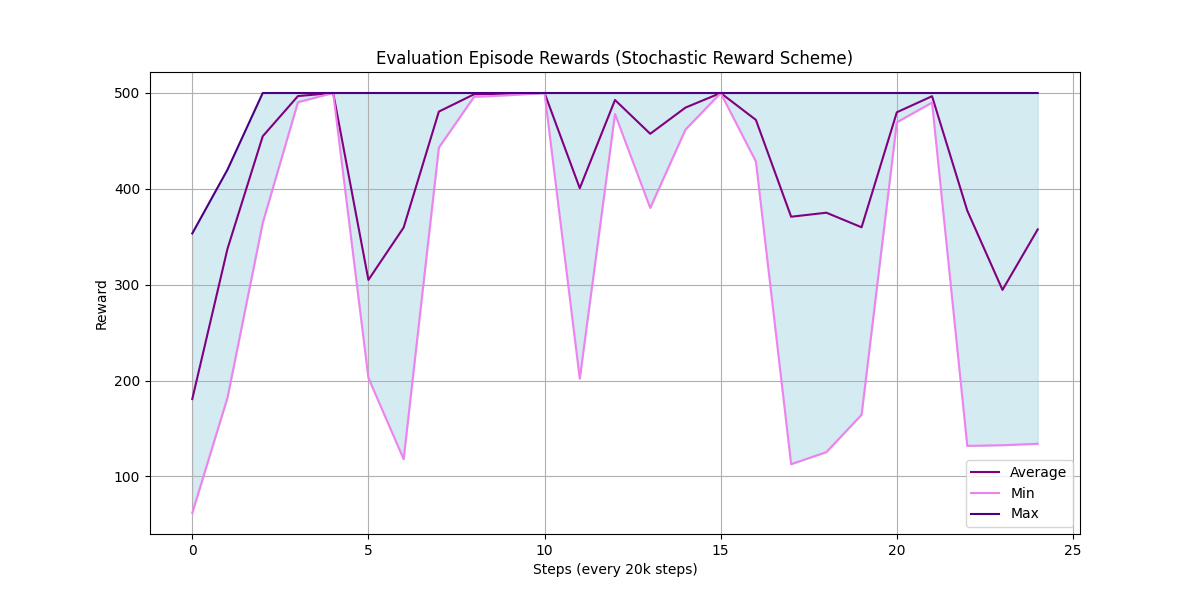 Evaluation Episode Rewards (Stochastic Reward Scheme)
Reward
500
400
300
200
100
0 5 10 15 20 25
Steps (every 20k steps)
Average
Min
Max